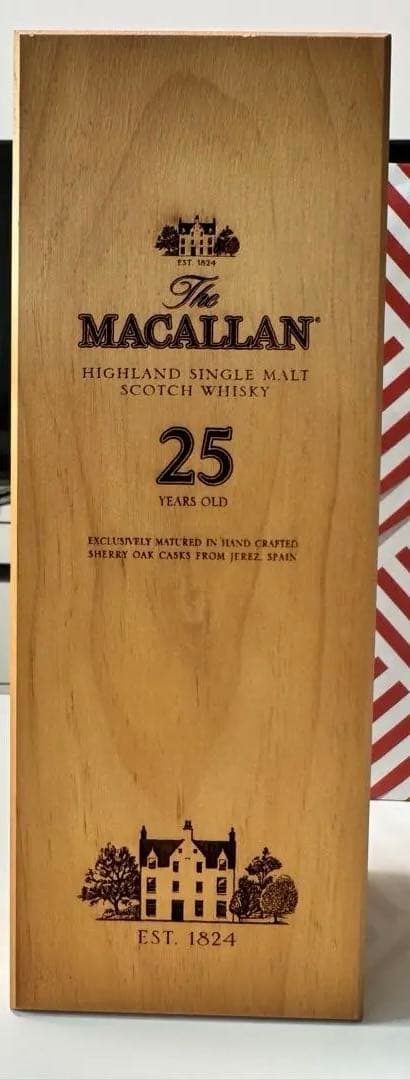 EST. 1824
The
MACALLAN®
HIGHLAND SINGLE MALT
SCOTCH WHISKY
25
YEARS OLD
EXCLUSIVELY MATURED IN HAND CRAFTED
SHERRY OAK CASKS FROM JEREZ, SPAIN
EST. 1824